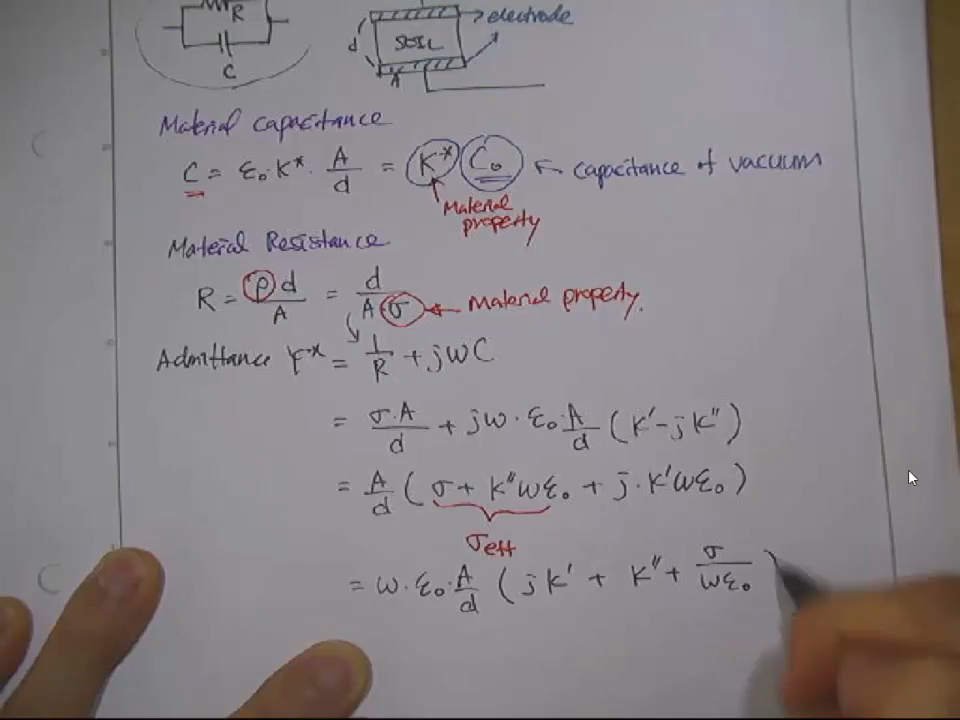 R
C
d
SOIL
A
electrode
Material capacitance
C = ε₀·K* · A/d = K* C₀ ← capacitance of vacuum
Material
property
Material Resistance
R = ρd/A = d/Aσ ← Material property.
Admittance Y* = 1/R + jωC
= σ·A/d + jω·ε₀·A/d (K' - jK")
= A/d (σ + K"ωε₀ + j·K'ωε₀)
σeff
= ω·ε₀·A/d (jK' + K" + σ/ωε₀)